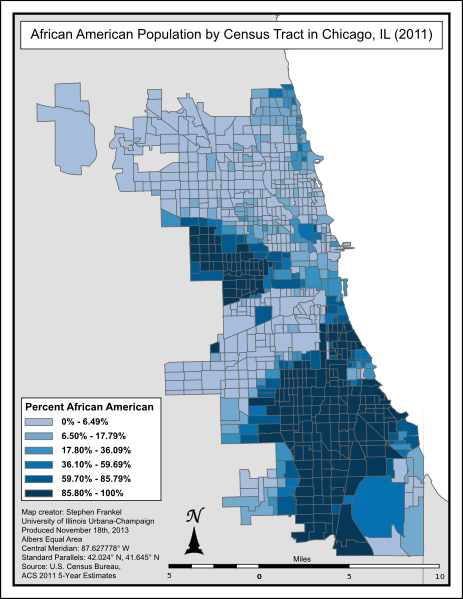 African American Population by Census Tract in Chicago, IL (2011)
Percent African American
0% - 6.49%
6.50% - 17.79%
17.80% - 36.09%
36.10% - 59.69%
59.70% - 85.79%
85.80% - 100%
Map creator: Stephen Frankel
University of Illinois Urbana-Champaign
Produced November 18th, 2013
Albers Equal Area
Central Meridian: 87.627778° W
Standard Parallels: 42.024° N, 41.645° N
Source: U.S. Census Bureau,
ACS 2011 5-Year Estimates
N
Miles
5 0 5 10